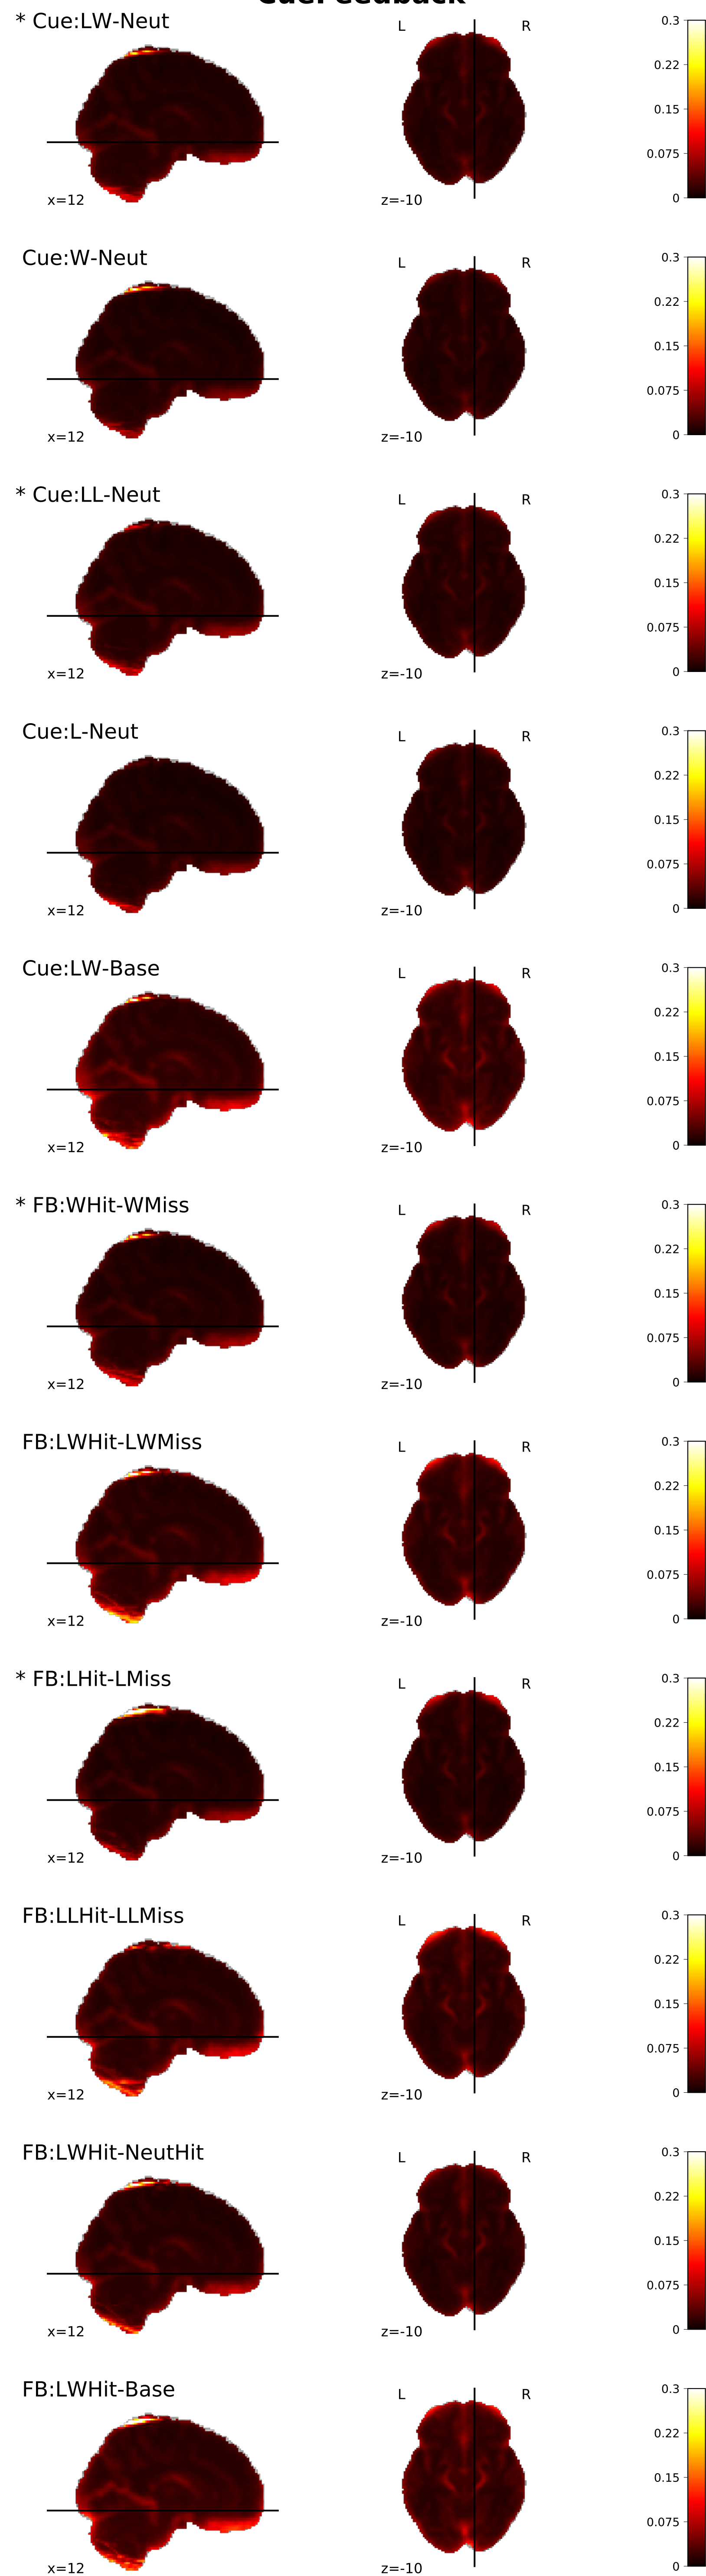 * Cue:LW-Neut
L R
0.3
0.22
0.15
0.075
0
x=12
z=-10
Cue:W-Neut
L R
0.3
0.22
0.15
0.075
0
x=12
z=-10
* Cue:LL-Neut
L R
0.3
0.22
0.15
0.075
0
x=12
z=-10
Cue:L-Neut
L R
0.3
0.22
0.15
0.075
0
x=12
z=-10
Cue:LW-Base
L R
0.3
0.22
0.15
0.075
0
x=12
z=-10
* FB:WHit-WMiss
L R
0.3
0.22
0.15
0.075
0
x=12
z=-10
FB:LWHit-LWMiss
L R
0.3
0.22
0.15
0.075
0
x=12
z=-10
* FB:LHit-LMiss
L R
0.3
0.22
0.15
0.075
0
x=12
z=-10
FB:LLHit-LLMiss
L R
0.3
0.22
0.15
0.075
0
x=12
z=-10
FB:LWHit-NeutHit
L R
0.3
0.22
0.15
0.075
0
x=12
z=-10
FB:LWHit-Base
L R
0.3
0.22
0.15
0.075
0
x=12
z=-10